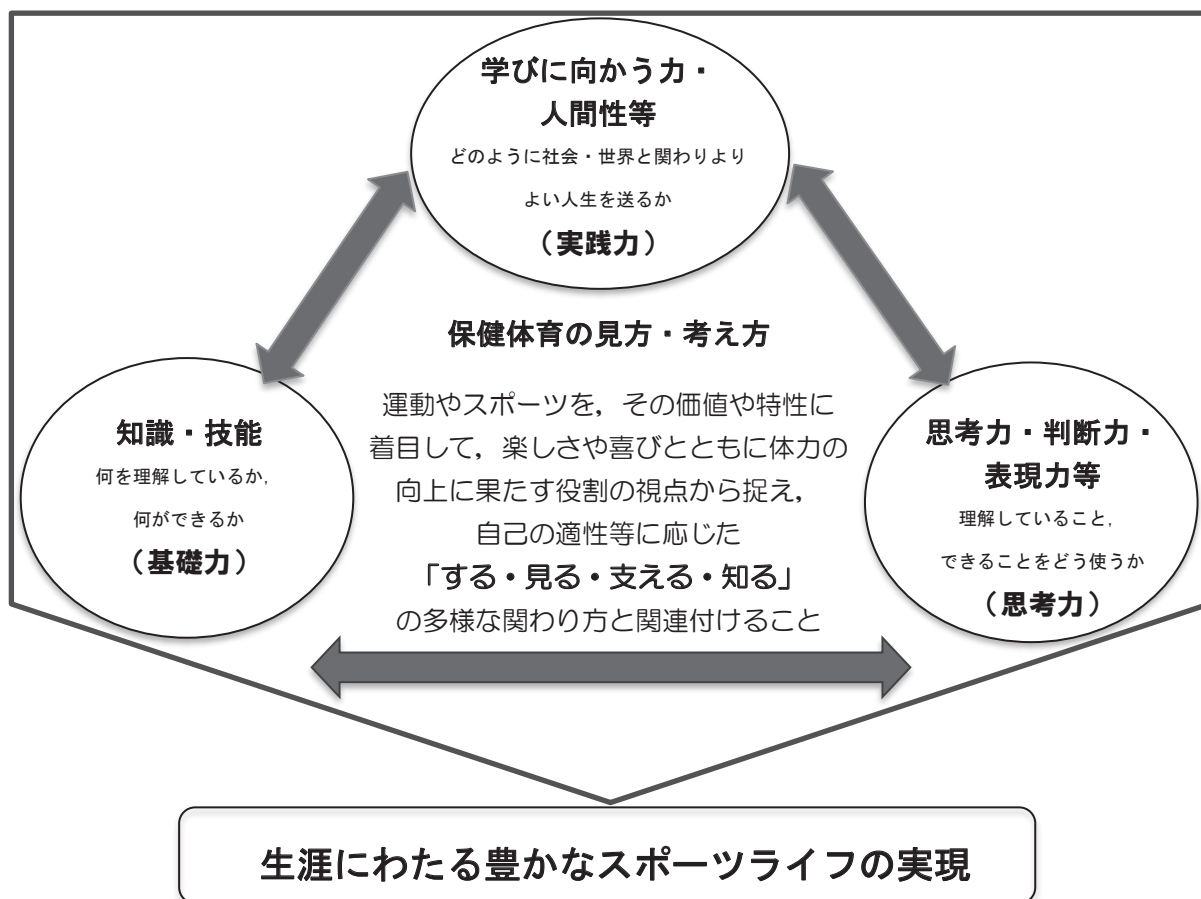 学びに向かう力・
人間性等
どのように社会・世界と関わりより
よい人生を送るか
（実践力）
保健体育の見方・考え方
運動やスポーツを，その価値や特性に
着目して，楽しさや喜びとともに体力の
向上に果たす役割の視点から捉え，
自己の適性等に応じた
「する・見る・支える・知る」
の多様な関わり方と関連付けること
知識・技能
何を理解しているか，
何ができるか
（基礎力）
思考力・判断力・
表現力等
理解していること，
できることをどう使うか
（思考力）
生涯にわたる豊かなスポーツライフの実現